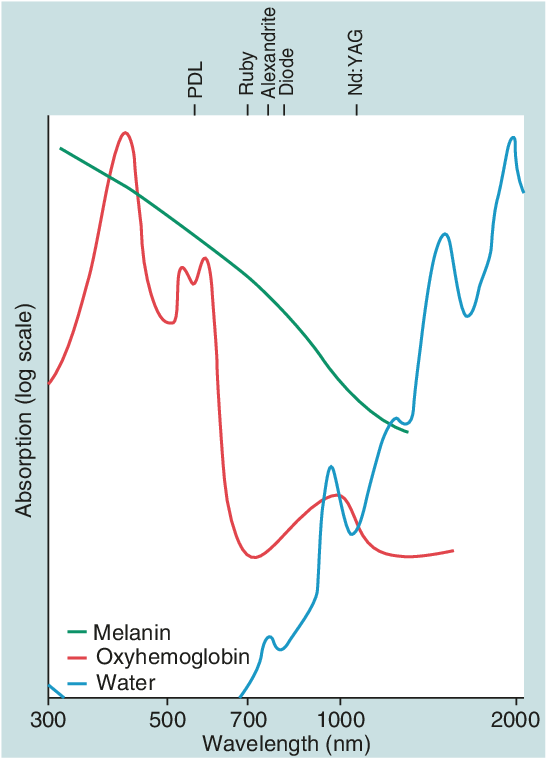 PDL
Ruby
Alexandrite
Diode
Nd:YAG
Absorption (log scale)
Melanin
Oxyhemoglobin
Water
300
500
700
1000
2000
Wavelength (nm)